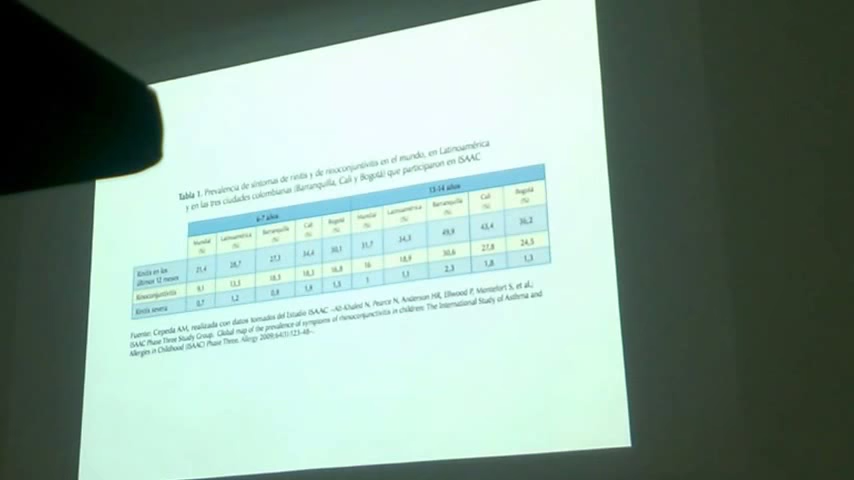 Tabla 1. Prevalencia de síntomas de rinitis y de rinoconjuntivitis en el mundo, en Latinoamérica
y en las tres ciudades colombianas (Barranquilla, Cali y Bogotá) que participaron en ISAAC
6-7 años 13-14 años
Mundial (%) Latinoamérica (%) Barranquilla (%) Cali (%) Bogotá (%) Mundial (%) Latinoamérica (%) Barranquilla (%) Cali (%) Bogotá (%)
Rinitis en los
últimos 12 meses 21,4 28,7 27,3 34,4 30,1 31,7 34,3 49,9 43,4 36,2
Rinoconjuntivitis 9,1 13,3 18,3 18,3 16,8 16 18,9 30,6 27,8 24,5
Rinitis severa 0,7 1,2 0,8 1,9 1,3 1 1,1 2,3 1,8 1,3
Fuente: Cepeda AM, realizada con datos tomados del Estudio ISAAC –Aït-Khaled N, Pearce N, Anderson HR, Ellwood P, Montefort S, et al.;
ISAAC Phase Three Study Group. Global map of the prevalence of symptoms of rhinoconjunctivitis in children: The International Study of Asthma and
Allergies in Childhood (ISAAC) Phase Three. Allergy 2009;64(1):123-48–.